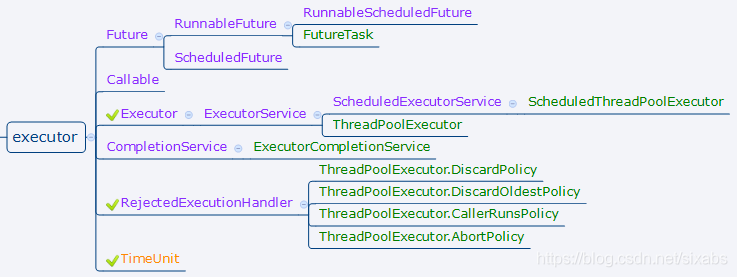 executor
Future
RunnableFuture
RunnableScheduledFuture
FutureTask
ScheduledFuture
Callable
Executor
ExecutorService
ScheduledExecutorService
ScheduledThreadPoolExecutor
ThreadPoolExecutor
CompletionService
ExecutorCompletionService
RejectedExecutionHandler
ThreadPoolExecutor.DiscardPolicy
ThreadPoolExecutor.DiscardOldestPolicy
ThreadPoolExecutor.CallerRunsPolicy
ThreadPoolExecutor.AbortPolicy
TimeUnit
https://blog.csdn.net/slxabs